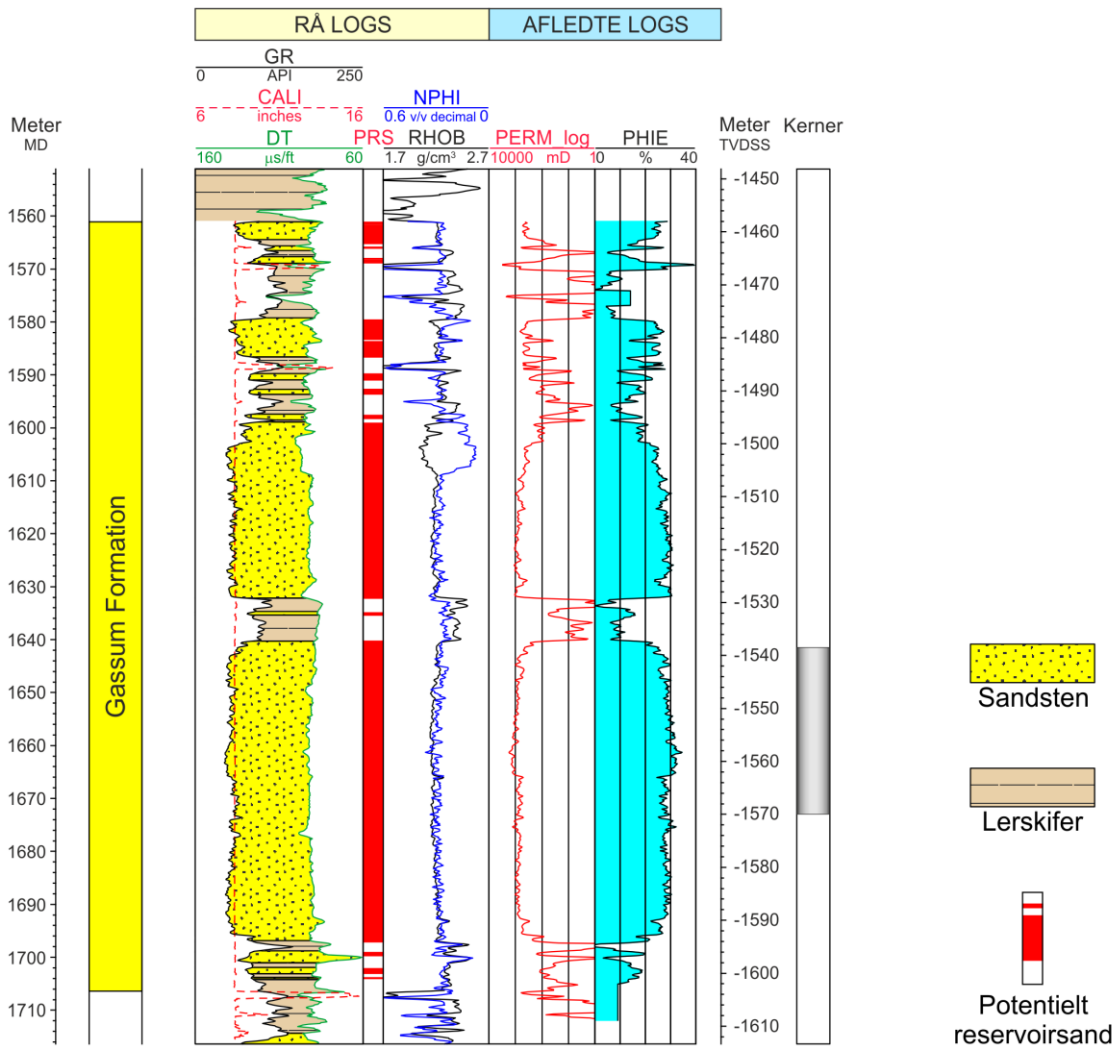 RÅ LOGS AFLEDTE LOGS
GR
0 API 250
CALI NPHI
6 inches 16 0.6 v/v decimal 0
Meter MD DT PRS RHOB PERM_log PHIE Meter TVDSS Kerner
160 µs/ft 60 1.7 g/cm³ 2.7 10000 mD 1 0 % 40
-1450
1560
-1460
1570
-1470
1580
-1480
1590
-1490
1600
-1500
1610
-1510
1620
-1520
1630
-1530
1640
-1540
1650
-1550
1660
-1560
1670
-1570
1680
-1580
1690
-1590
1700
-1600
1710
-1610
Gassum Formation
Sandsten
Lerskifer
Potentielt
reservoirsand